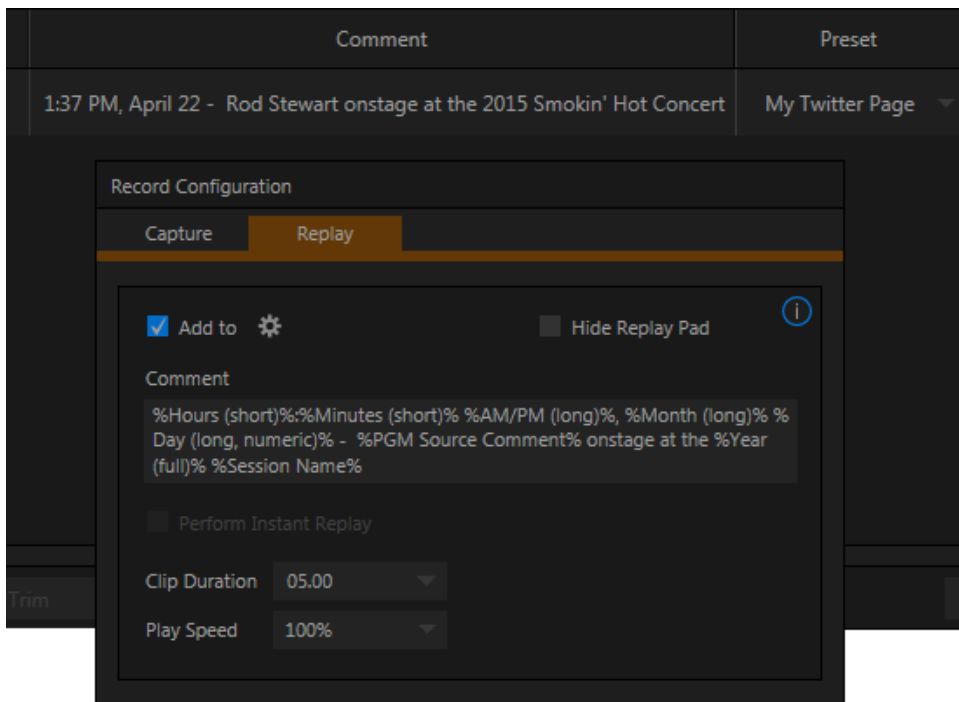 Comment Preset
1:37 PM, April 22 -  Rod Stewart onstage at the 2015 Smokin' Hot Concert My Twitter Page
Record Configuration
Capture Replay
Add to Hide Replay Pad
Comment
%Hours (short)%:%Minutes (short)% %AM/PM (long)%, %Month (long)% %
Day (long, numeric)% -  %PGM Source Comment% onstage at the %Year
(full)% %Session Name%
Perform Instant Replay
Clip Duration 05.00
Trim
Play Speed 100%